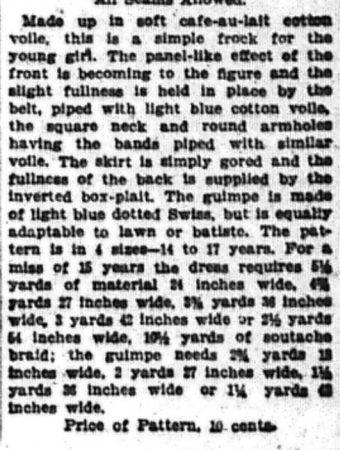 All Seams Allowed.
Made up in soft cafe-au-lait cotton
voile, this is a simple frock for the
young girl. The panel-like effect of the
front is becoming to the figure and the
slight fullness is held in place by the
belt, piped with light blue cotton voile,
the square neck and round armholes
having the bands piped with similar
voile. The skirt is simply gored and the
fullness of the back is supplied by the
inverted box-plait. The guimpe is made
of light blue dotted Swiss, but is equally
adaptable to lawn or batiste. The pat-
tern is in 4 sizes—14 to 17 years. For a
miss of 15 years the dress requires
yards of material 24 inches wide,
yards 27 inches wide, yards 36 inches
wide, 3 yards 42 inches wide or 2½ yards
54 inches wide, 10½ yards of soutache
braid; the guimpe needs yards 18
inches wide, 2 yards 27 inches wide,
yards 36 inches wide or 1¼ yards
inches wide.
Price of Pattern, 10 cents.